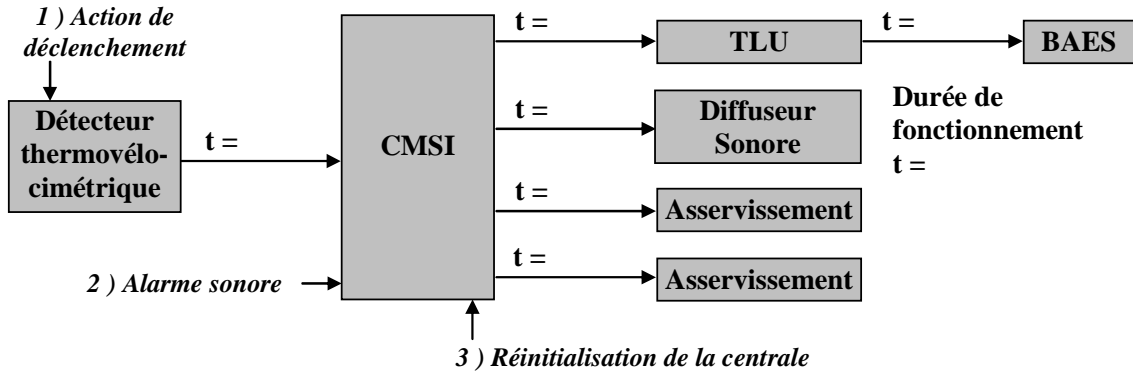 1 ) Action de
déclenchement
Détecteur
thermovélo-
cimétrique
t =
CMSI
t =
TLU
t =
BAES
t =
Diffuseur
Sonore
Durée de
fonctionnement
t =
t =
Asservissement
t =
Asservissement
2 ) Alarme sonore
3 ) Réinitialisation de la centrale